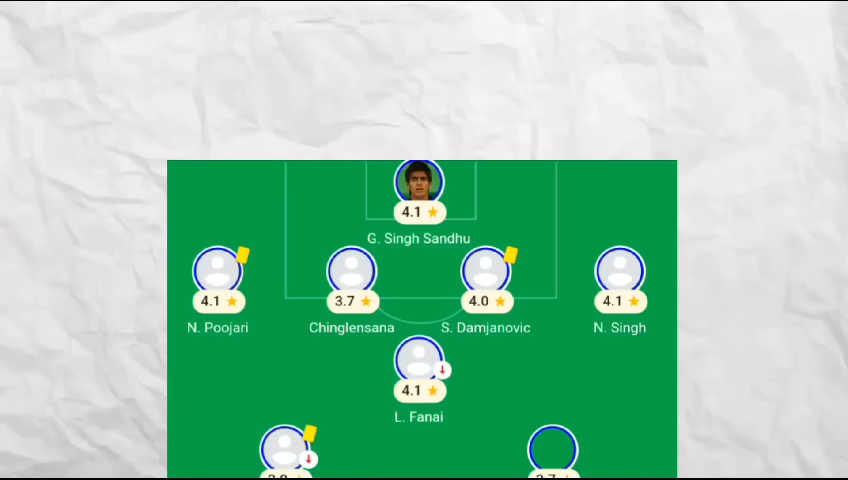 4.1
G. Singh Sandhu
4.1 3.7 4.0 4.1
N. Poojari Chinglensana S. Damjanovic N. Singh
4.1
L. Fanai